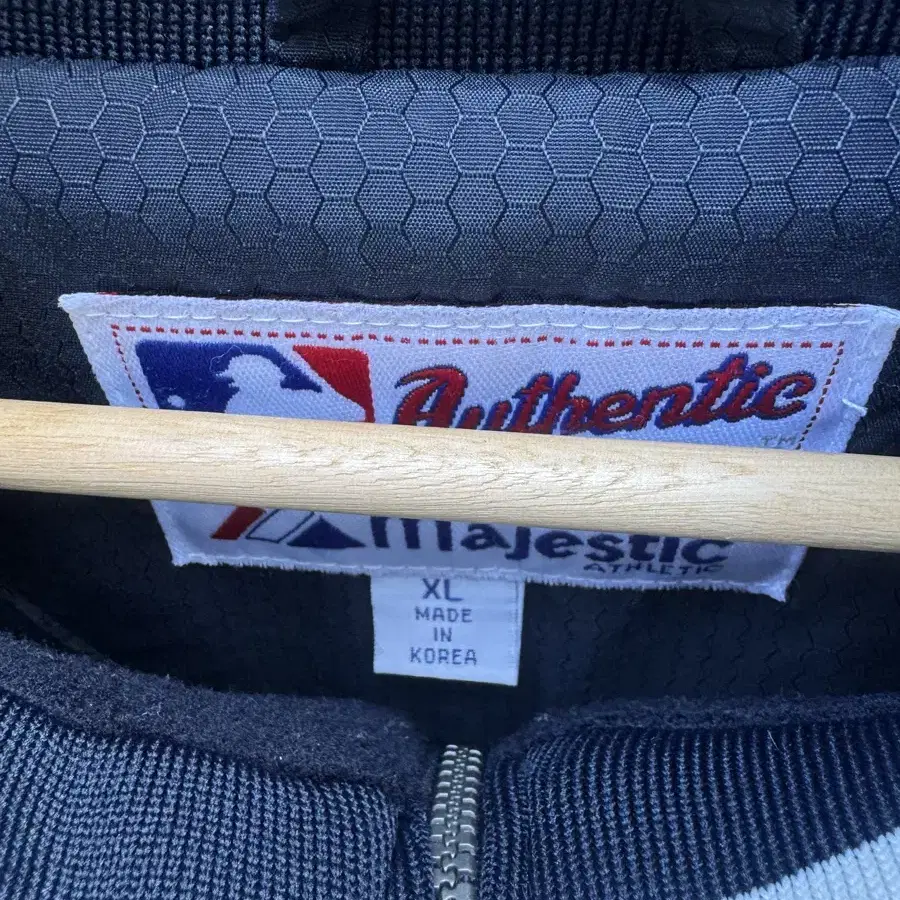 Authentic
TM
majestic
ATHLETIC
XL
MADE
IN
KOREA